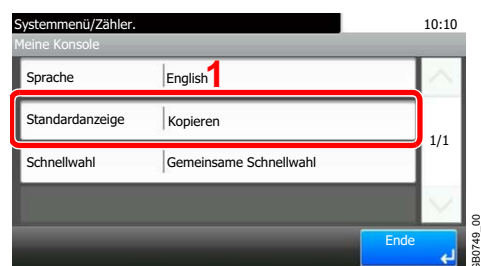 Systemmenü/Zähler. 10:10
Meine Konsole
Sprache English 1
Standardanzeige Kopieren
1/1
Schnellwahl Gemeinsame Schnellwahl
Ende
GB0749_00